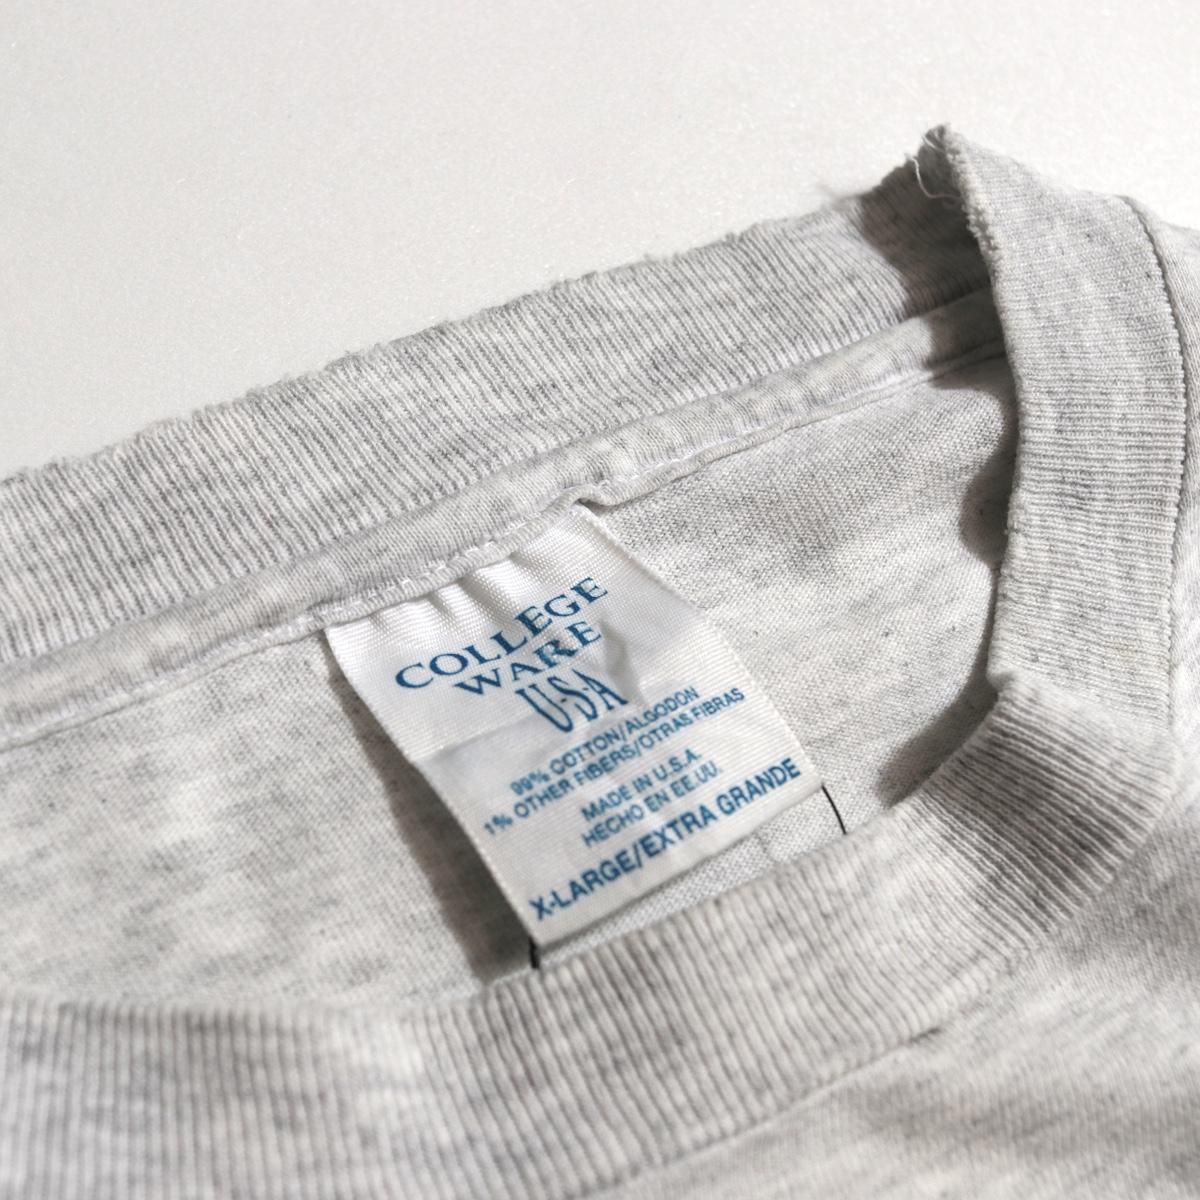 COLLEGE
WARE
U·S·A
99% COTTON/ALGODON
1% OTHER FIBERS/OTRAS FIBRAS
MADE IN U.S.A.
HECHO EN EE.UU.
X-LARGE/EXTRA GRANDE